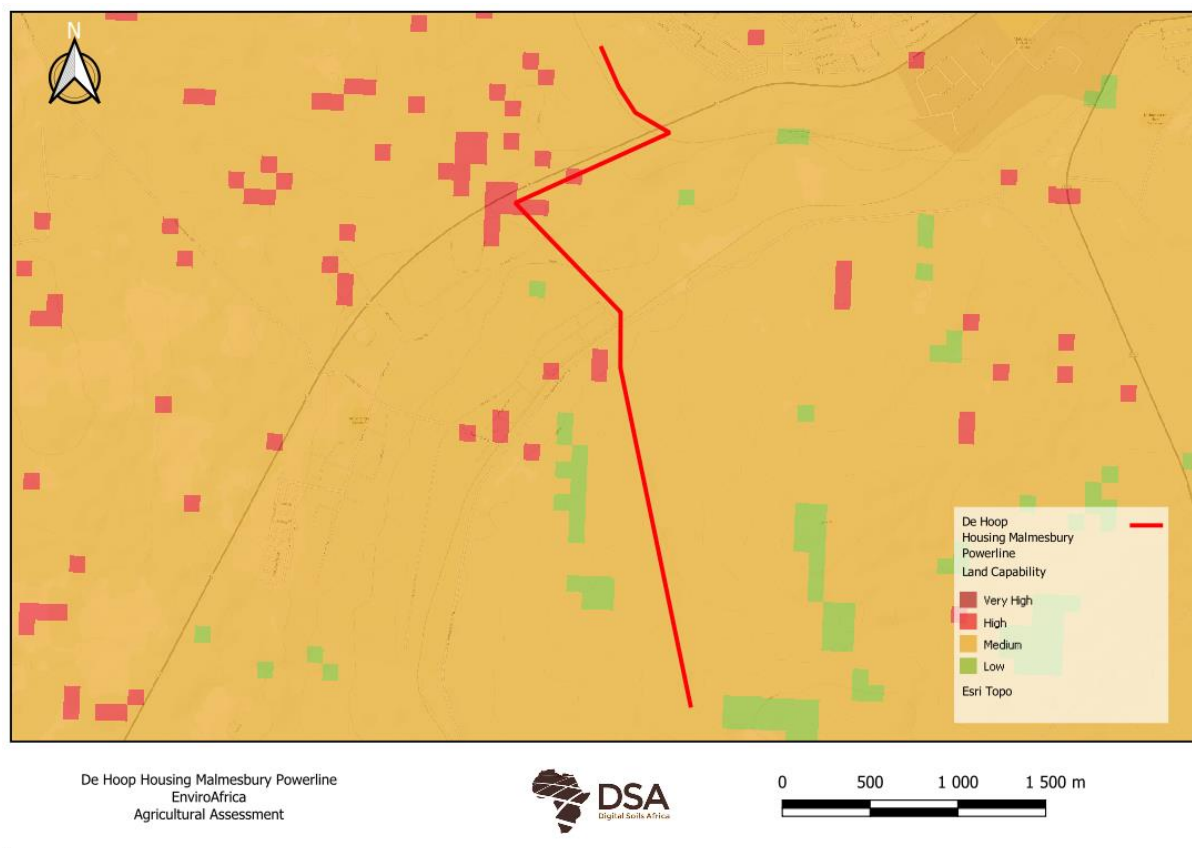 N
De Hoop
Housing Malmesbury
Powerline
Land Capability
Very High
High
Medium
Low
Esri Topo
De Hoop Housing Malmesbury Powerline
EnviroAfrica
Agricultural Assessment
DSA
Digital Soils Africa
0 500 1 000 1 500 m